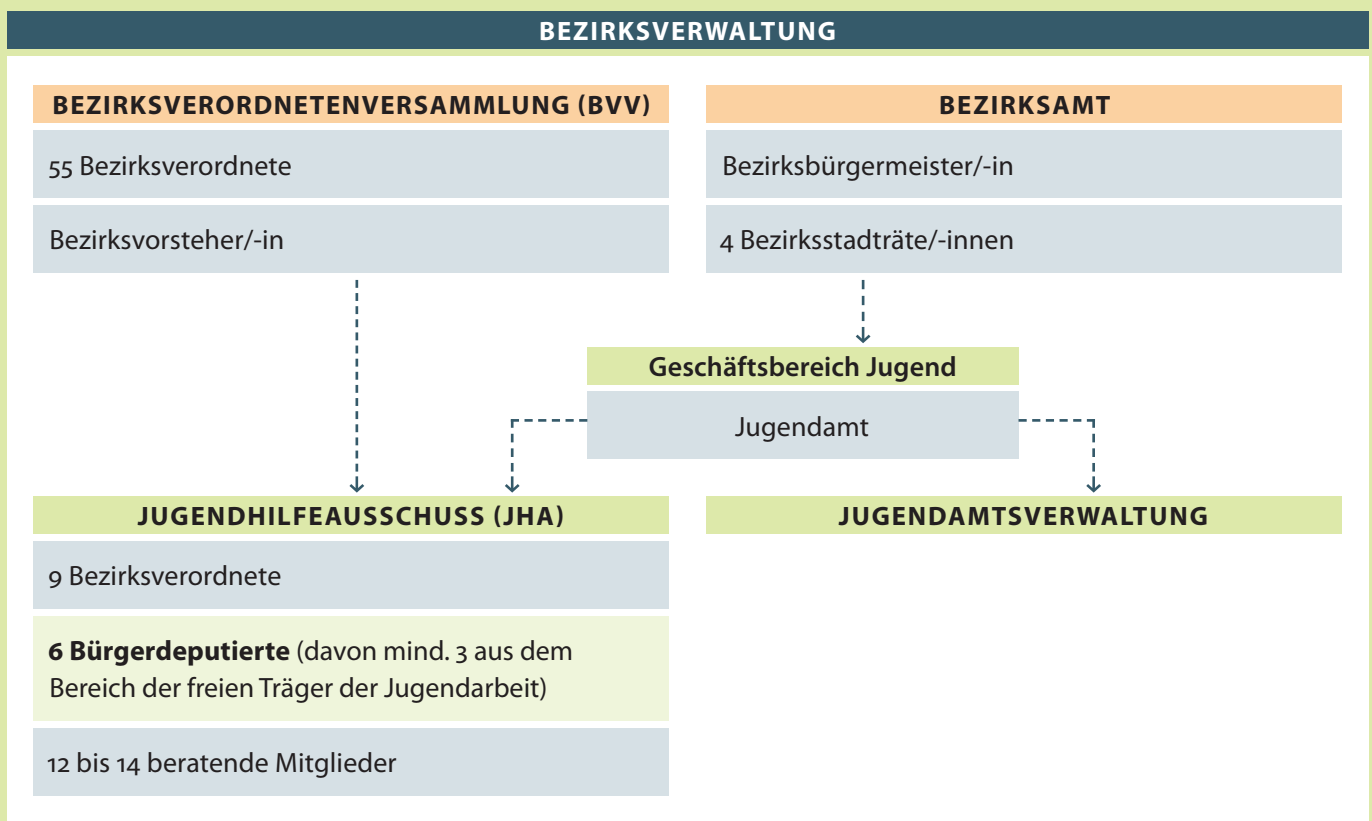 BEZIRKSVERWALTUNG
BEZIRKSVERORDNETENVERSAMMLUNG (BVV)
55 Bezirksverordnete
Bezirksvorsteher/-in
BEZIRKSAMT
Bezirksbürgermeister/-in
4 Bezirksstadträte/-innen
Geschäftsbereich Jugend
Jugendamt
JUGENDHILFEAUSSCHUSS (JHA)
9 Bezirksverordnete
6 Bürgerdeputierte (davon mind. 3 aus dem
Bereich der freien Träger der Jugendarbeit)
12 bis 14 beratende Mitglieder
JUGENDAMTSVERWALTUNG